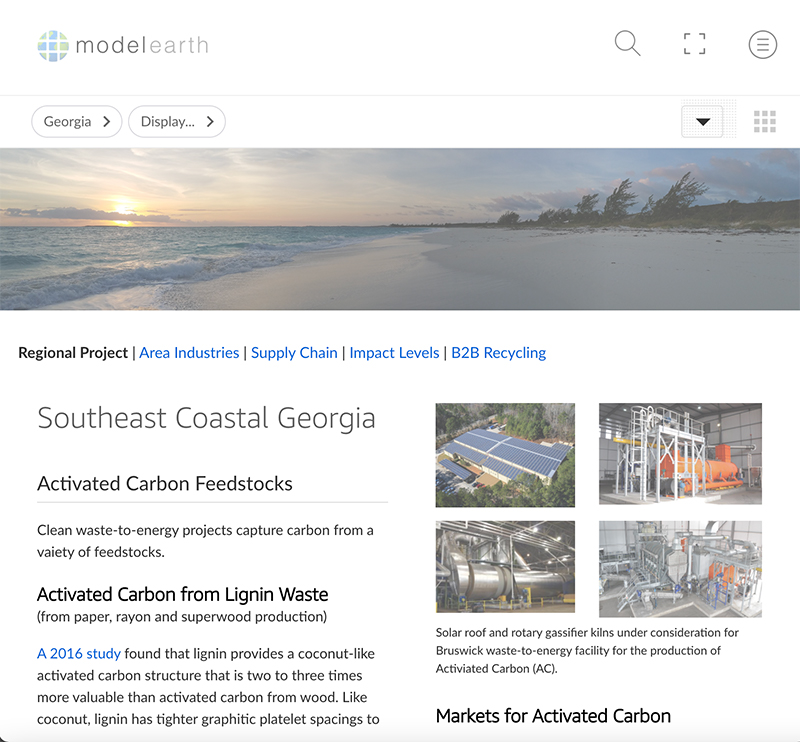 modelearth
Georgia
Display...
Regional Project | Area Industries | Supply Chain | Impact Levels | B2B Recycling
Southeast Coastal Georgia
Activated Carbon Feedstocks
Clean waste-to-energy projects capture carbon from a
vaiety of feedstocks.
Activated Carbon from Lignin Waste
(from paper, rayon and superwood production)
A 2016 study found that lignin provides a coconut-like
activated carbon structure that is two to three times
more valuable than activated carbon from wood. Like
coconut, lignin has tighter graphitic platelet spacings to
Solar roof and rotary gassifier kilns under consideration for
Bruswick waste-to-energy facility for the production of
Activiated Carbon (AC).
Markets for Activated Carbon